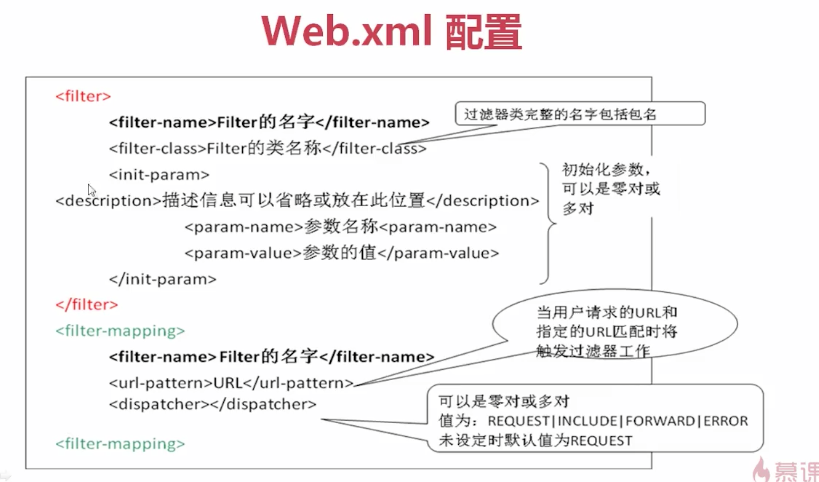 Web.xml 配置
<filter>
<filter-name>Filter的名字</filter-name>
过滤器类完整的名字包括包名
<filter-class>Filter的类名称</filter-class>
<init-param>
初始化参数，
可以是零对或
多对
<description>描述信息可以省略或放在此位置</description>
<param-name>参数名称<param-name>
<param-value>参数的值</param-value>
</init-param>
</filter>
<filter-mapping>
当用户请求的URL和
指定的URL匹配时将
触发过滤器工作
<filter-name> Filter的名字</filter-name>
<url-pattern>URL</url-pattern>
<dispatcher></dispatcher>
可以是零对或多对
值为：REQUEST|INCLUDE|FORWARD|ERROR
未设定时默认值为REQUEST
<filter-mapping>
慕课